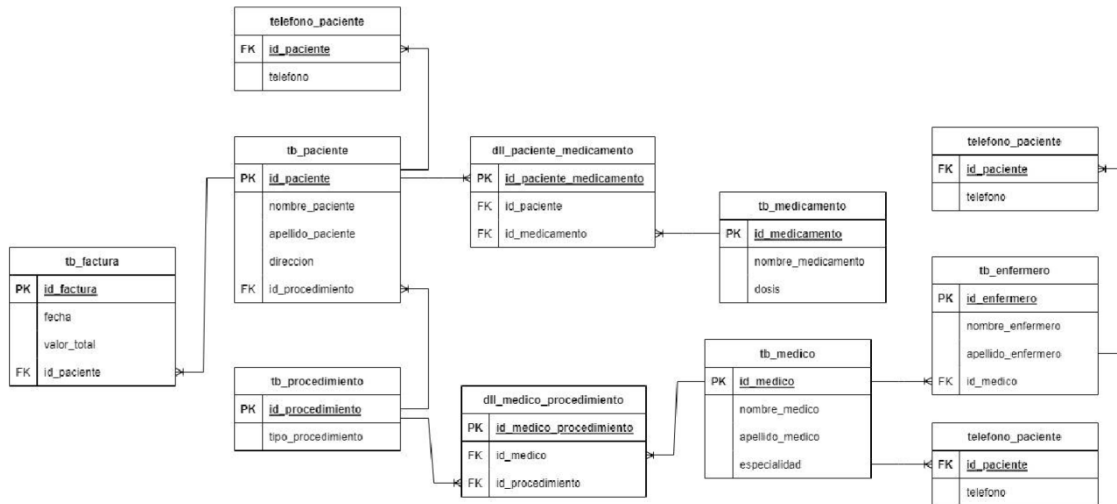 telefono_paciente
FK id_paciente
telefono
tb_paciente
PK id_paciente
nombre_paciente
apellido_paciente
direccion
FK id_procedimiento
dll_paciente_medicamento
PK id_paciente_medicamento
FK id_paciente
FK id_medicamento
tb_medicamento
PK id_medicamento
nombre_medicamento
dosis
telefono_paciente
FK id_paciente
telefono
tb_factura
PK id_factura
fecha
valor_total
FK id_paciente
tb_enfermero
PK id_enfermero
nombre_enfermero
apellido_enfermero
FK id_medico
tb_procedimiento
PK id_procedimiento
tipo_procedimiento
dll_medico_procedimiento
PK id_medico_procedimiento
FK id_medico
FK id_procedimiento
tb_medico
PK id_medico
nombre_medico
apellido_medico
especialidad
telefono_paciente
FK id_paciente
telefono